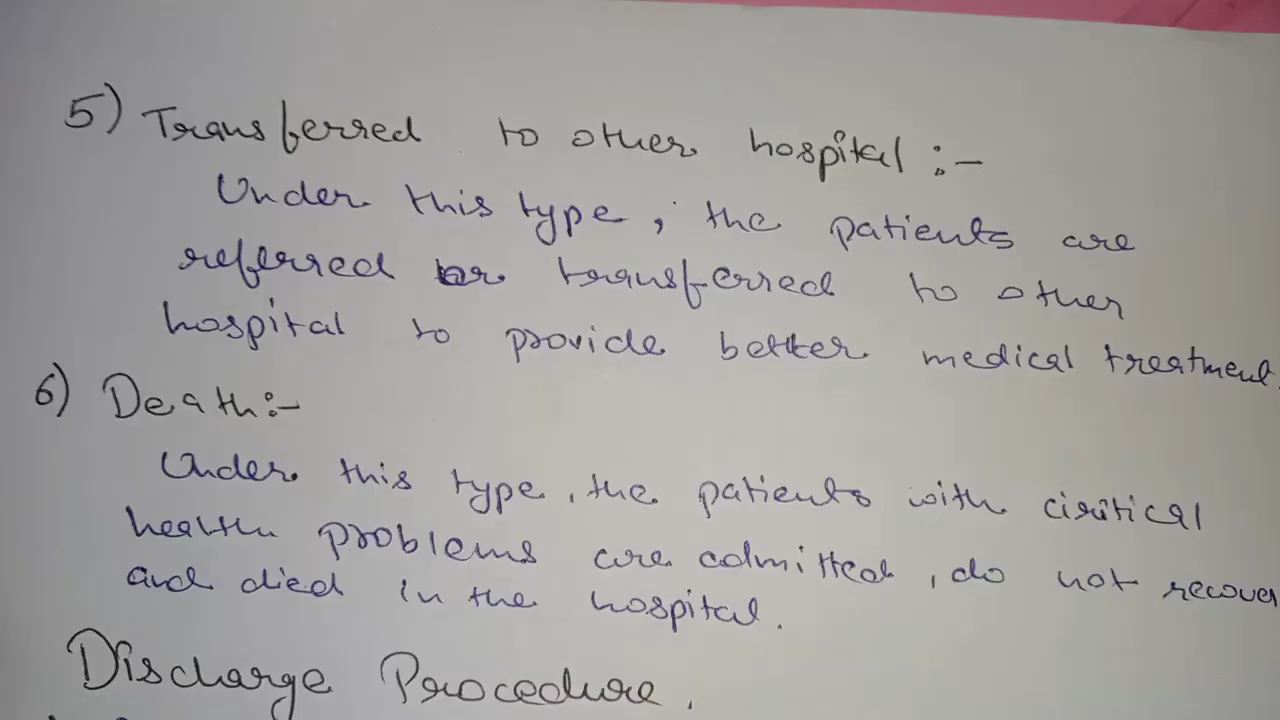 5) Transferred to other hospital :-
Under this type, the patients are
referred or transferred to other
hospital to provide better medical treatment.
6) Death:-
Under this type, the patients with ciritical
health problems are admitted, do not recover
and died in the hospital.
Discharge Procedure.